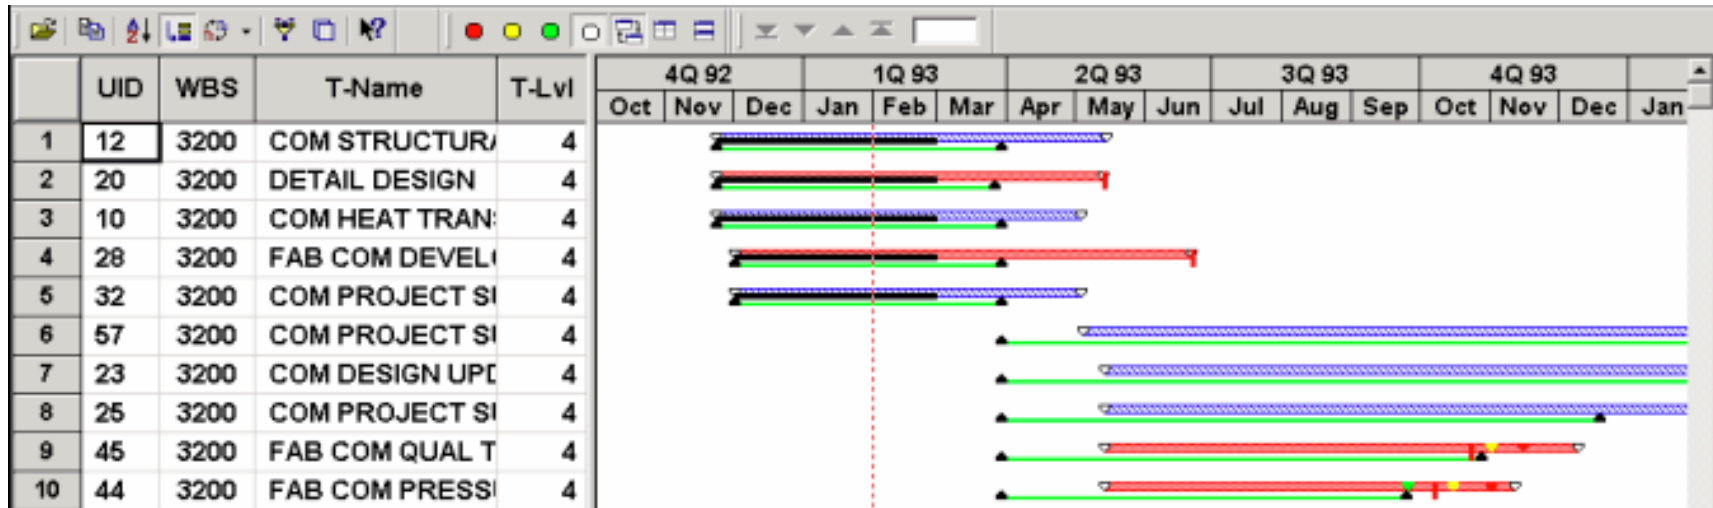 4Q 92 1Q 93 2Q 93 3Q 93 4Q 93
UID WBS T-Name T-Lvl
Oct Nov Dec Jan Feb Mar Apr May Jun Jul Aug Sep Oct Nov Dec Jan
1 12 3200 COM STRUCTURA 4
2 20 3200 DETAIL DESIGN 4
3 10 3200 COM HEAT TRAN 4
4 28 3200 FAB COM DEVEL 4
5 32 3200 COM PROJECT S 4
6 57 3200 COM PROJECT S 4
7 23 3200 COM DESIGN UPD 4
8 25 3200 COM PROJECT S 4
9 45 3200 FAB COM QUAL T 4
10 44 3200 FAB COM PRESS 4